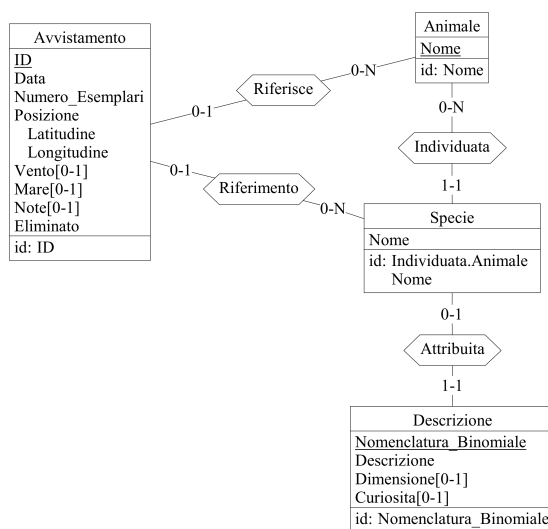 Avvistamento
ID
Data
Numero_Esemplari
Posizione
Latitudine
Longitudine
Vento[0-1]
Mare[0-1]
Note[0-1]
Eliminato
id: ID
0-1
Riferisce
0-N
Animale
Nome
id: Nome
0-N
Individuata
1-1
0-1
Riferimento
0-N
Specie
Nome
id: Individuata.Animale
Nome
0-1
Attribuita
1-1
Descrizione
Nomenclatura_Binomiale
Descrizione
Dimensione[0-1]
Curiosita[0-1]
id: Nomenclatura_Binomiale